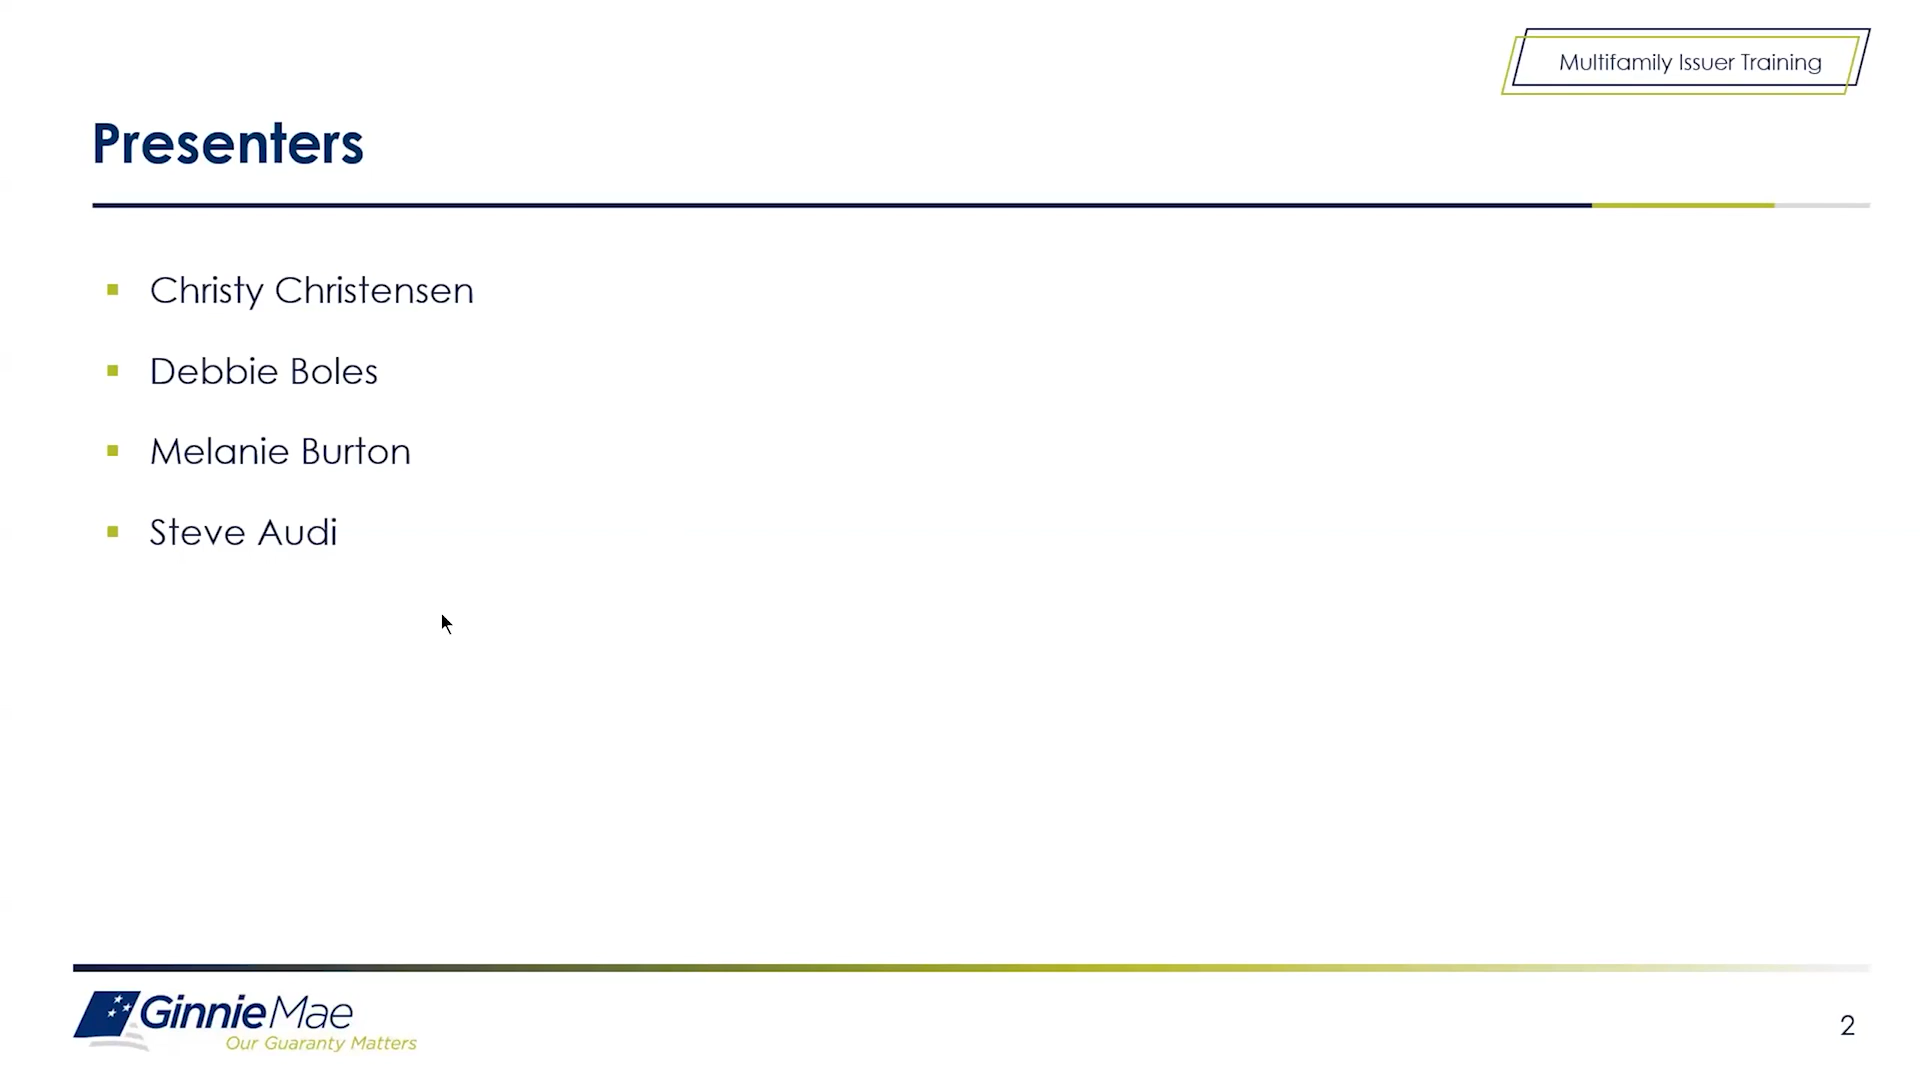 Multifamily Issuer Training
Presenters
Christy Christensen
Debbie Boles
Melanie Burton
Steve Audi
GinnieMae
Our Guaranty Matters
2